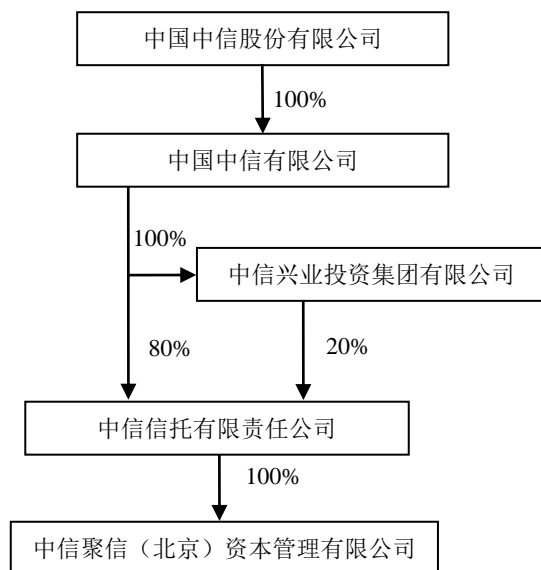 中国中信股份有限公司
100%
中国中信有限公司
100%
中信兴业投资集团有限公司
80%
20%
中信信托有限责任公司
100%
中信聚信（北京）资本管理有限公司